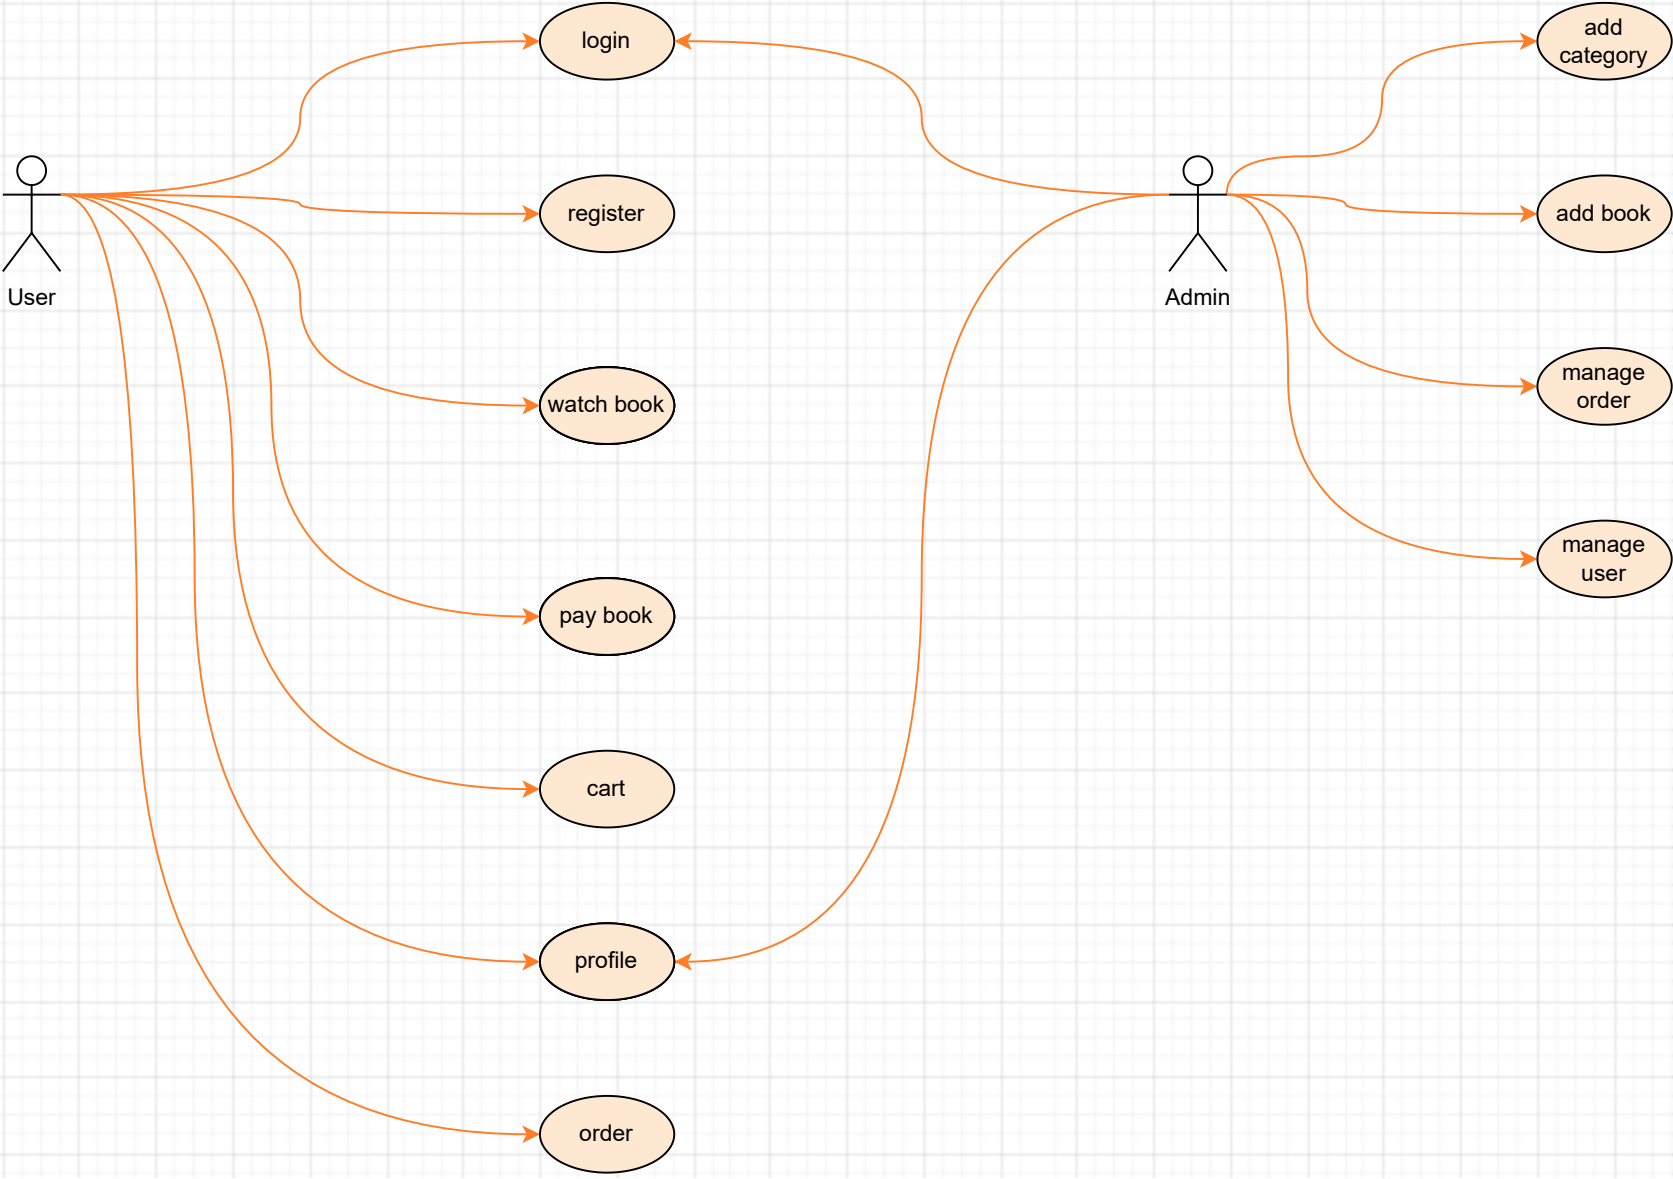 login
add
category
register
add book
User
Admin
watch book
manage
order
manage
user
pay book
cart
profile
order